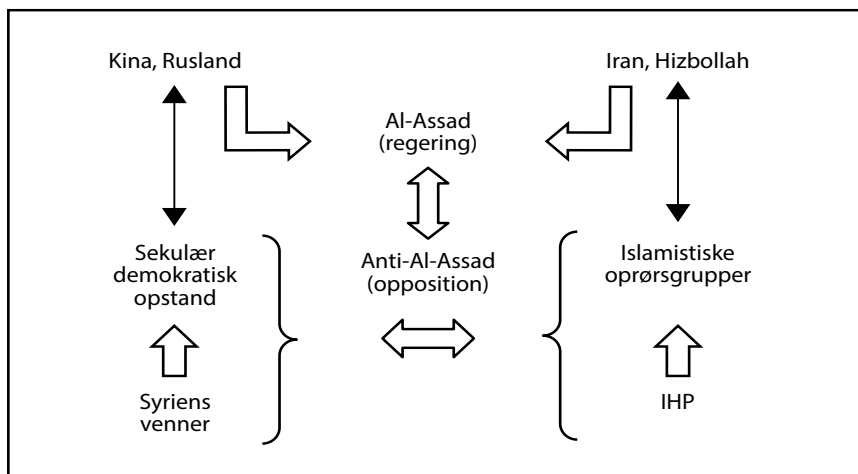 Kina, Rusland
Iran, Hizbollah
Al-Assad
(regering)
Sekulær
demokratisk
opstand
Anti-Al-Assad
(opposition)
Islamistiske
oprørsgrupper
Syriens
venner
IHP